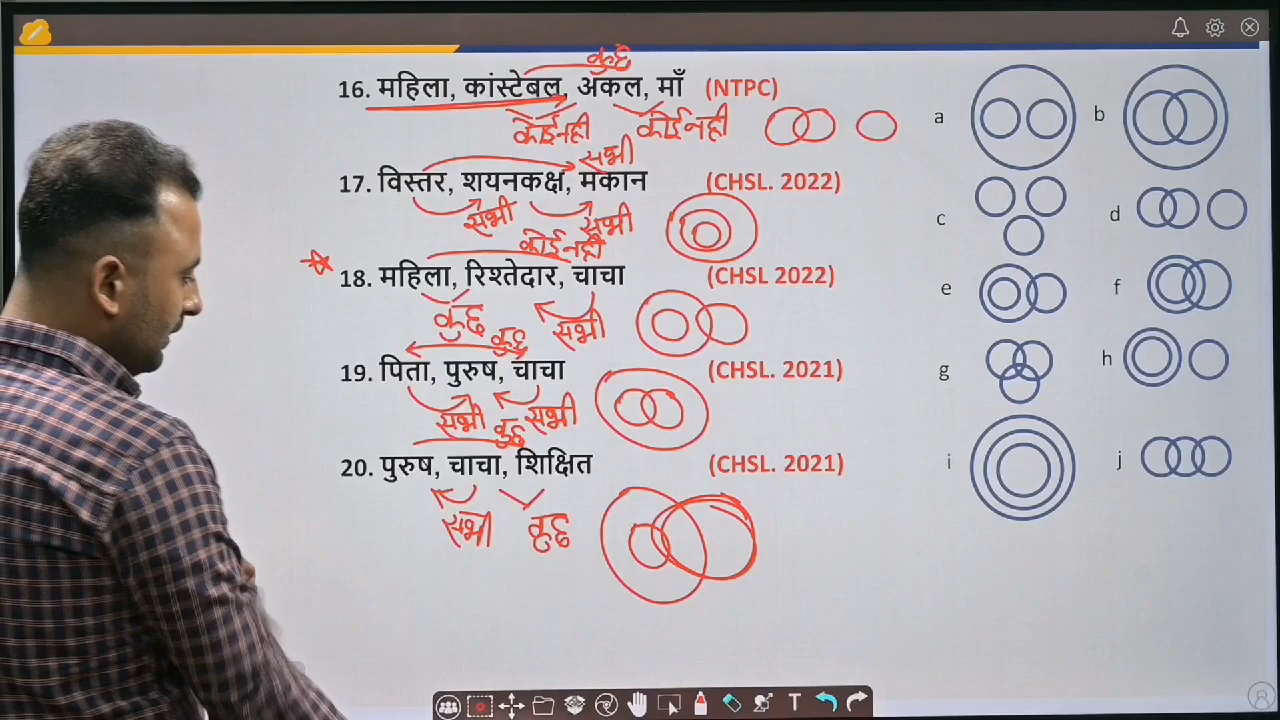 कुछ
16. महिला, कांस्टेबल, अंकल, माँ (NTPC)
कोई नही कोई नही
सभी
17. विस्तर, शयनकक्ष, मकान (CHSL. 2022)
सभी सभी
कोई नही
18. महिला, रिश्तेदार, चाचा (CHSL 2022)
कुछ सभी
कुछ
19. पिता, पुरुष, चाचा (CHSL. 2021)
सभी सभी
कुछ
20. पुरुष, चाचा, शिक्षित (CHSL. 2021)
सभी कुछ
a b
c d
e f
g h
i j
T